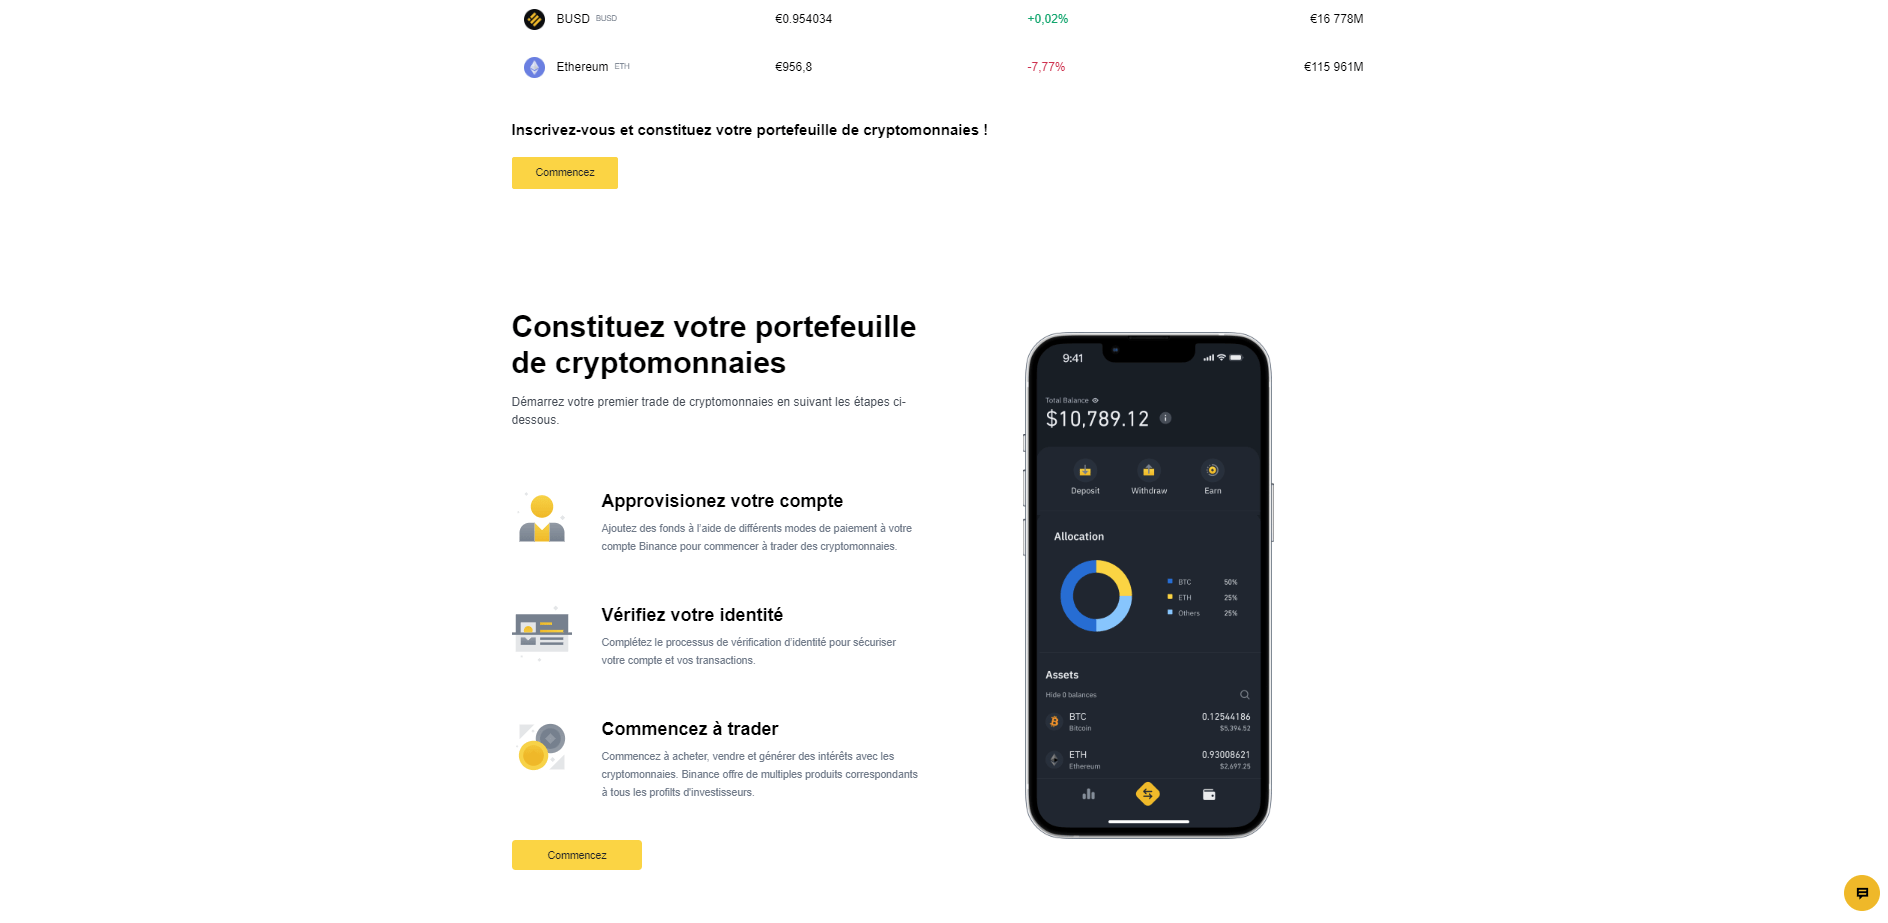 BUSD BUSD €0.954034 +0,02% €16 778M
Ethereum ETH €956,8 -7,77% €115 961M
Inscrivez-vous et constituez votre portefeuille de cryptomonnaies !
Commencez
Constituez votre portefeuille
de cryptomonnaies
Démarrez votre premier trade de cryptomonnaies en suivant les étapes ci-
dessous.
Approvisionez votre compte
Ajoutez des fonds à l'aide de différents modes de paiement à votre
compte Binance pour commencer à trader des cryptomonnaies.
Vérifiez votre identité
Complétez le processus de vérification d'identité pour sécuriser
votre compte et vos transactions.
Commencez à trader
Commencez à acheter, vendre et générer des intérêts avec les
cryptomonnaies. Binance offre de multiples produits correspondants
à tous les profilts d'investisseurs.
Commencez
9:41
Total Balance
$10,789.12
Deposit Withdraw Earn
Allocation
BTC 50%
ETH 25%
Others 25%
Assets
Hide 0 balances
BTC 0.12544186
Bitcoin $5,394.52
ETH 0.93008621
Ethereum $2,697.25